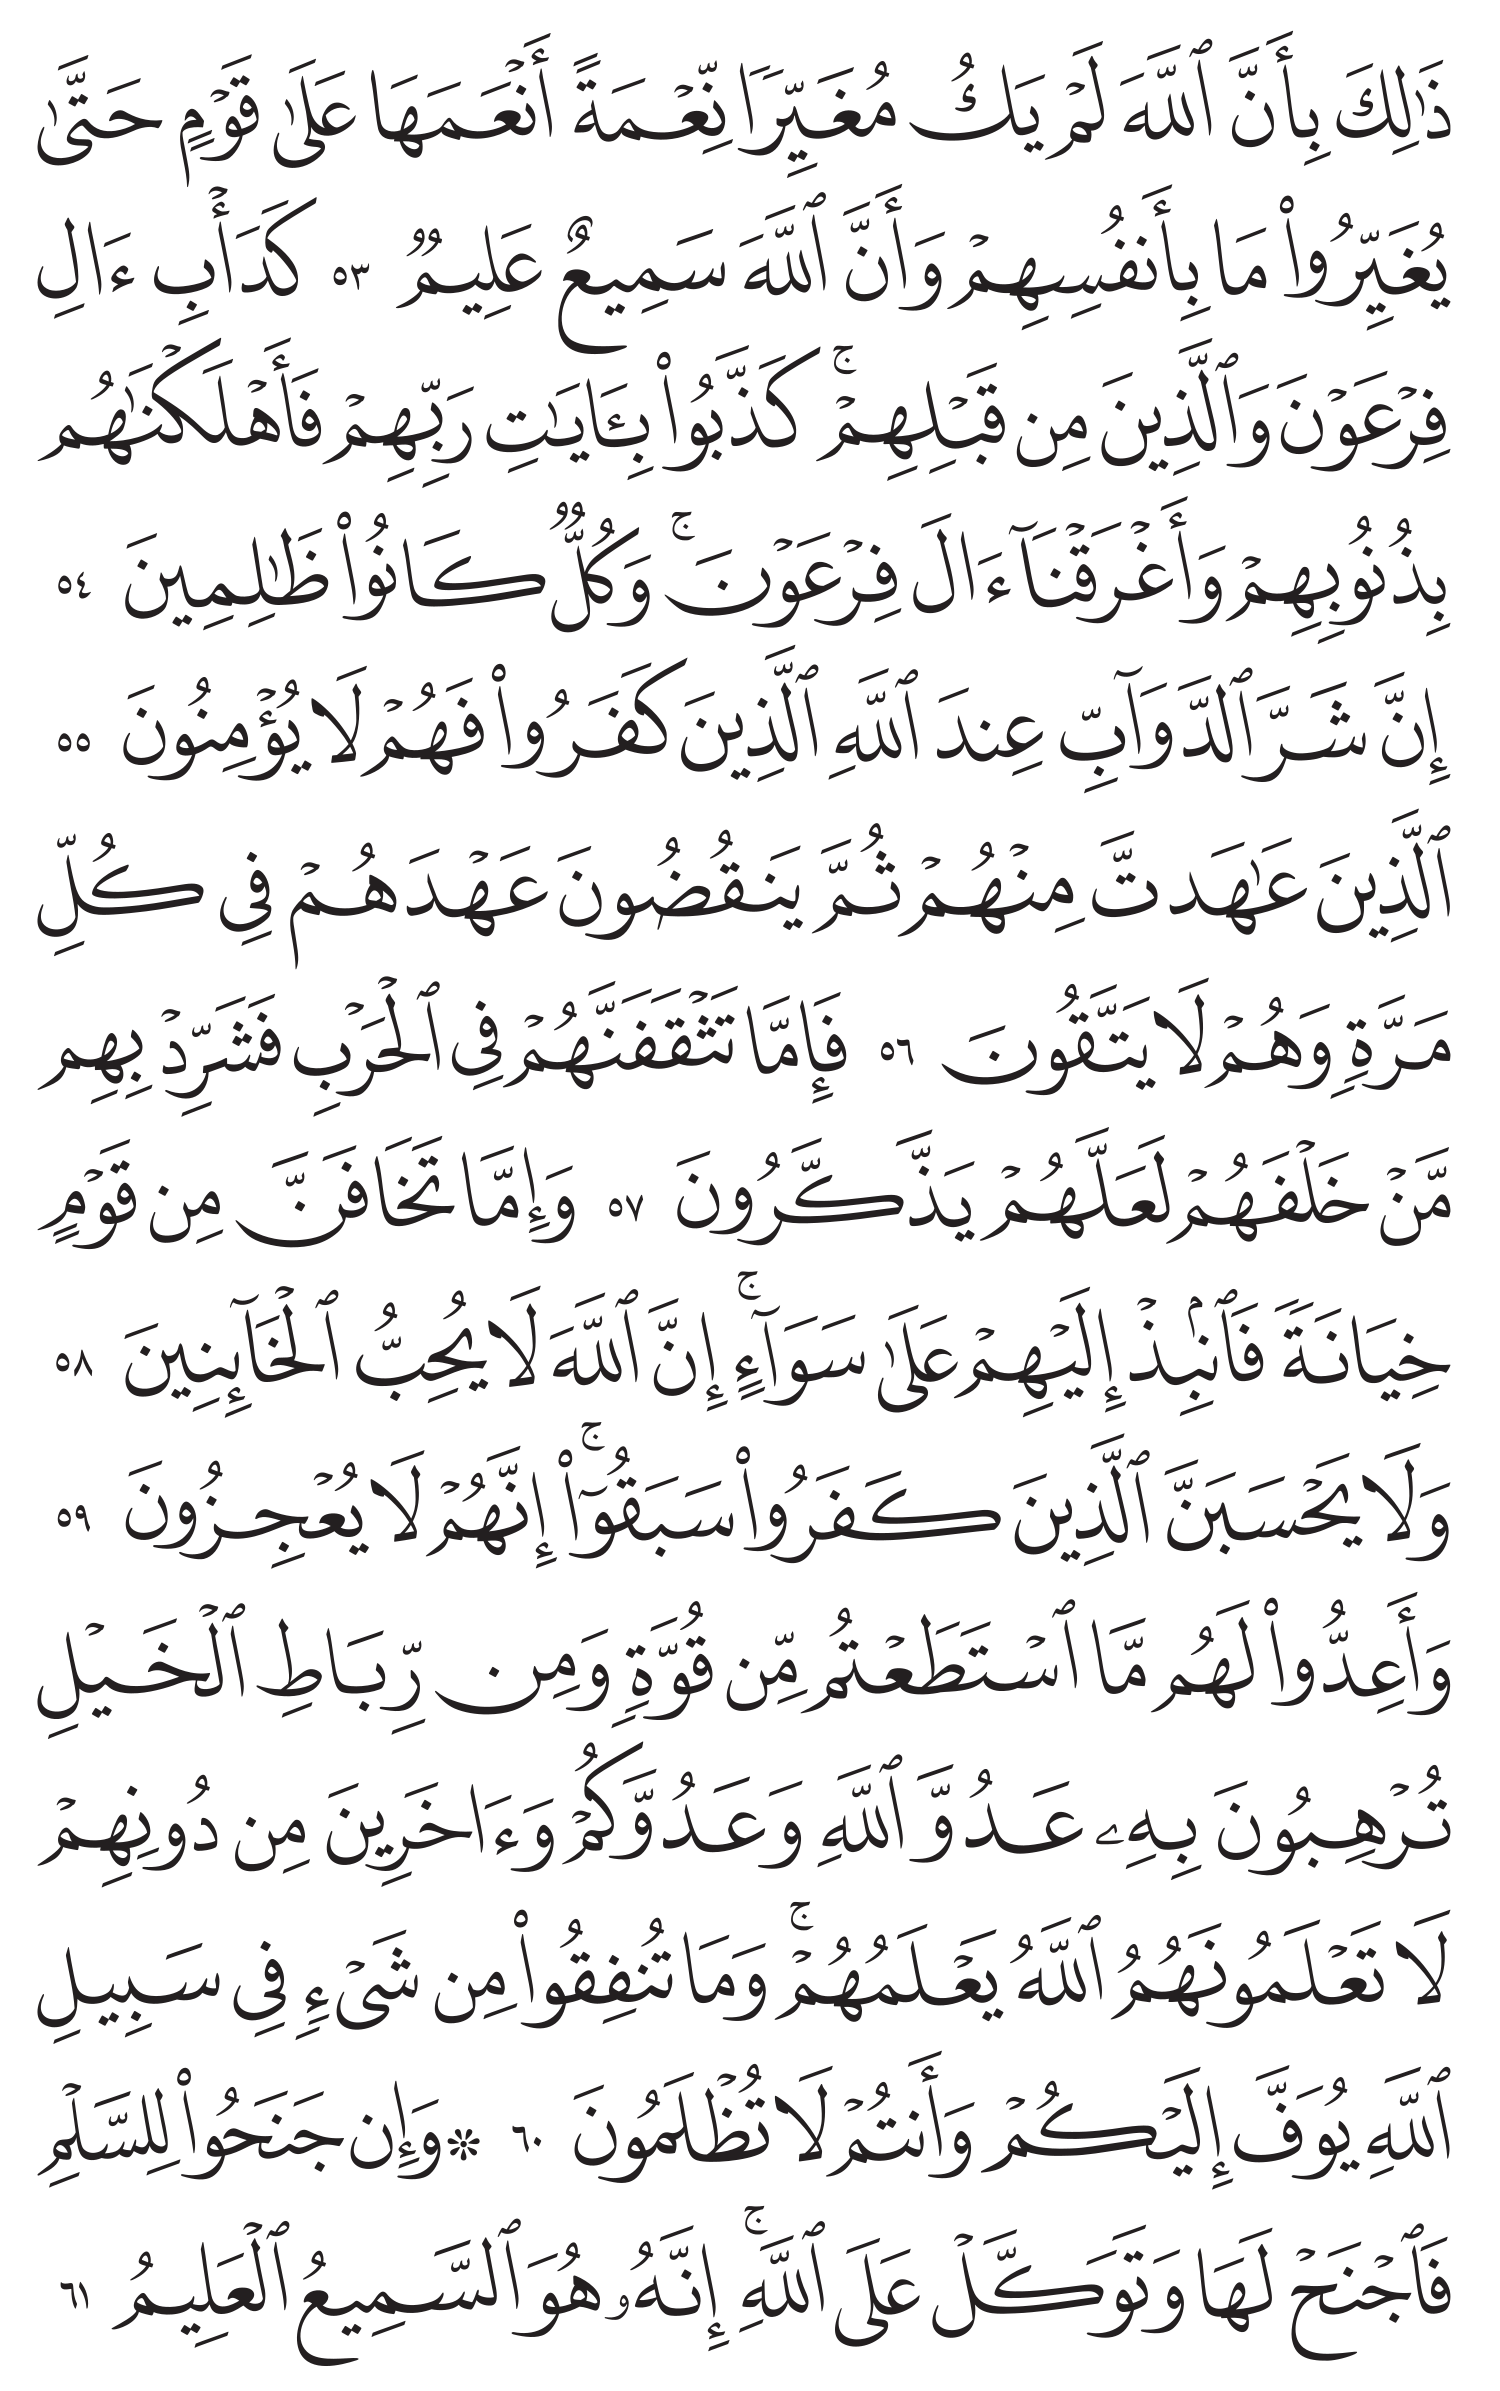 ذَٰلِكَ بِأَنَّ ٱللَّهَ لَمۡ يَكُ مُغَيِّرٗا نِّعۡمَةً أَنۡعَمَهَا عَلَىٰ قَوۡمٍ حَتَّىٰ
يُغَيِّرُواْ مَا بِأَنفُسِهِمۡ وَأَنَّ ٱللَّهَ سَمِيعٌ عَلِيمٞ ٥٣ كَدَأۡبِ ءَالِ
فِرۡعَوۡنَ وَٱلَّذِينَ مِن قَبۡلِهِمۡۚ كَذَّبُواْ بِـَٔايَٰتِ رَبِّهِمۡ فَأَهۡلَكۡنَٰهُم
بِذُنُوبِهِمۡ وَأَغۡرَقۡنَآ ءَالَ فِرۡعَوۡنَۚ وَكُلّٞ كَانُواْ ظَٰلِمِينَ ٥٤
إِنَّ شَرَّ ٱلدَّوَآبِّ عِندَ ٱللَّهِ ٱلَّذِينَ كَفَرُواْ فَهُمۡ لَا يُؤۡمِنُونَ ٥٥
ٱلَّذِينَ عَٰهَدتَّ مِنۡهُمۡ ثُمَّ يَنقُضُونَ عَهۡدَهُمۡ فِي كُلِّ
مَرَّةٖ وَهُمۡ لَا يَتَّقُونَ ٥٦ فَإِمَّا تَثۡقَفَنَّهُمۡ فِي ٱلۡحَرۡبِ فَشَرِّدۡ بِهِم
مَّنۡ خَلۡفَهُمۡ لَعَلَّهُمۡ يَذَّكَّرُونَ ٥٧ وَإِمَّا تَخَافَنَّ مِن قَوۡمٍ
خِيَانَةٗ فَٱنۢبِذۡ إِلَيۡهِمۡ عَلَىٰ سَوَآءٍۚ إِنَّ ٱللَّهَ لَا يُحِبُّ ٱلۡخَآئِنِينَ ٥٨
وَلَا يَحۡسَبَنَّ ٱلَّذِينَ كَفَرُواْ سَبَقُوٓاْۚ إِنَّهُمۡ لَا يُعۡجِزُونَ ٥٩
وَأَعِدُّواْ لَهُم مَّا ٱسۡتَطَعۡتُم مِّن قُوَّةٖ وَمِن رِّبَاطِ ٱلۡخَيۡلِ
تُرۡهِبُونَ بِهِۦ عَدُوَّ ٱللَّهِ وَعَدُوَّكُمۡ وَءَاخَرِينَ مِن دُونِهِمۡ
لَا تَعۡلَمُونَهُمُ ٱللَّهُ يَعۡلَمُهُمۡۚ وَمَا تُنفِقُواْ مِن شَيۡءٖ فِي سَبِيلِ
ٱللَّهِ يُوَفَّ إِلَيۡكُمۡ وَأَنتُمۡ لَا تُظۡلَمُونَ ٦٠ ۞وَإِن جَنَحُواْ لِلسَّلۡمِ
فَٱجۡنَحۡ لَهَا وَتَوَكَّلۡ عَلَى ٱللَّهِۚ إِنَّهُۥ هُوَ ٱلسَّمِيعُ ٱلۡعَلِيمُ ٦١